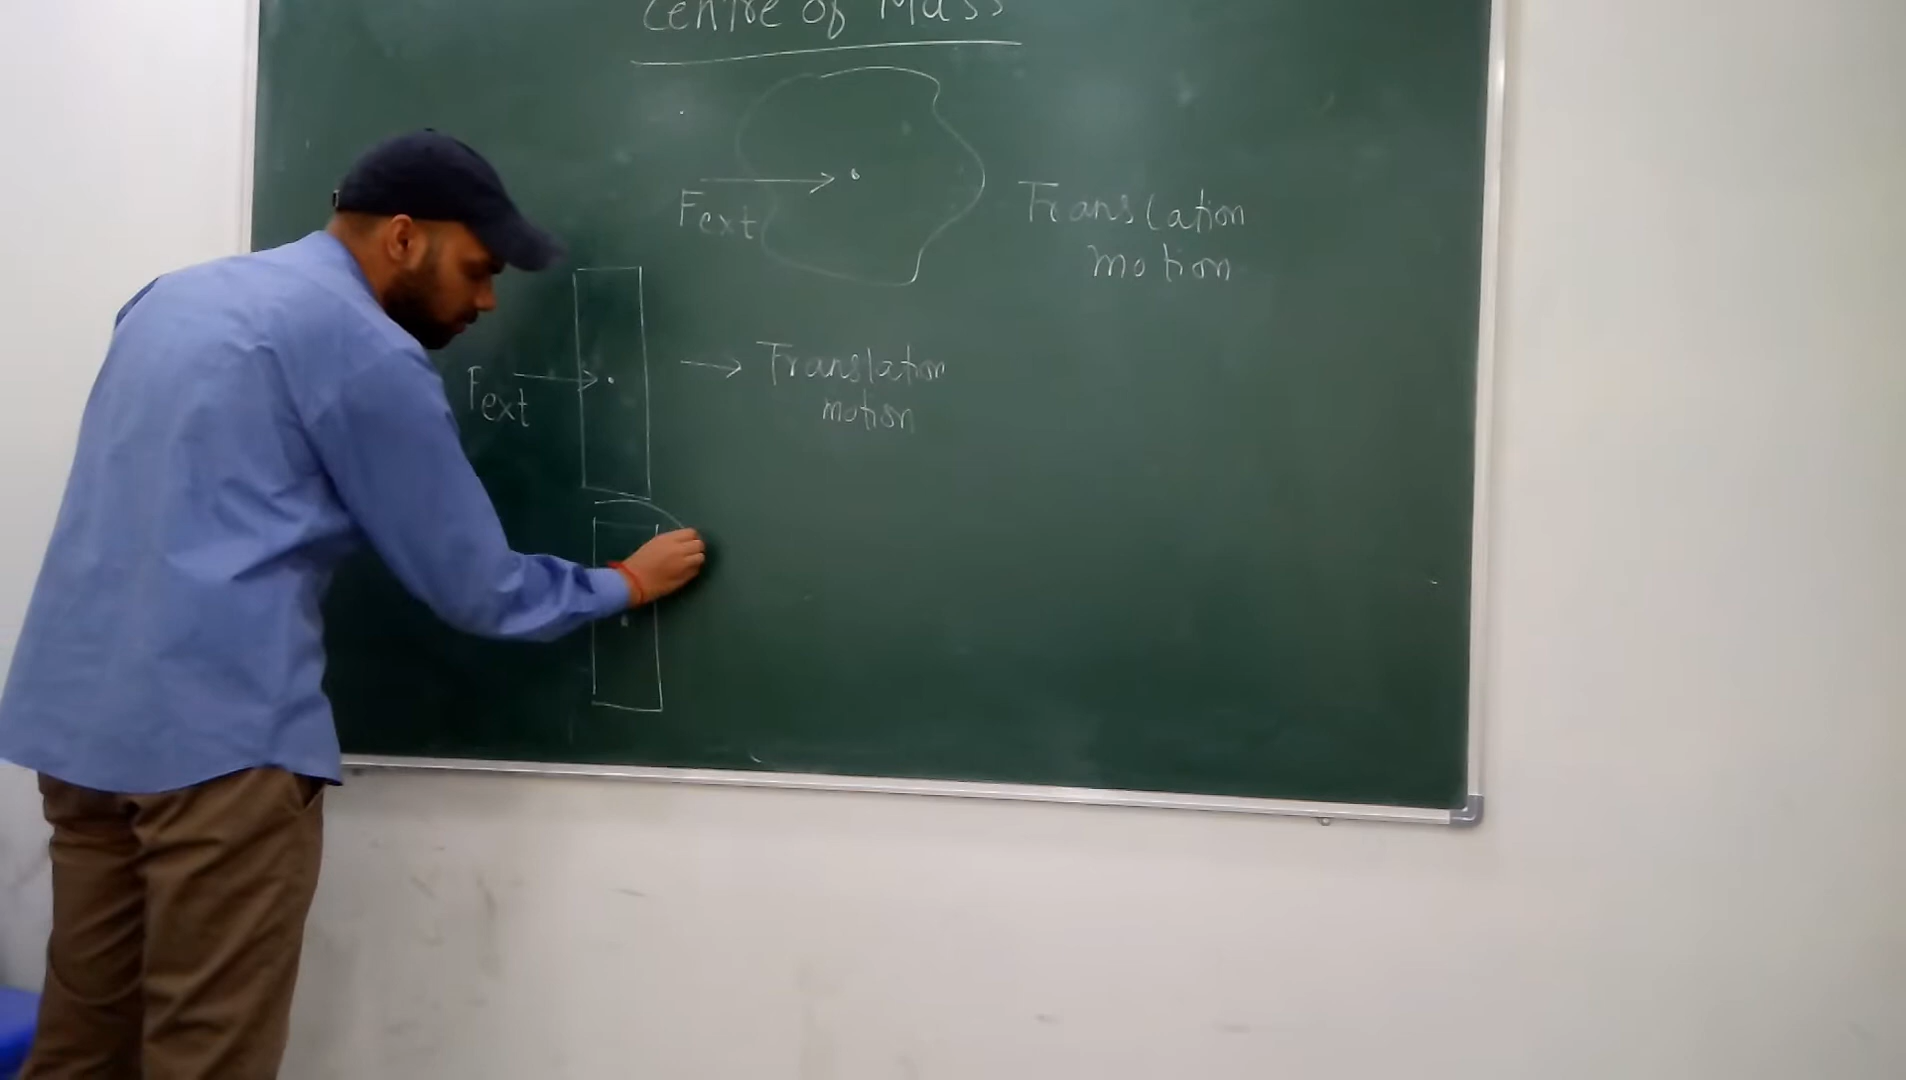 Centre of Mass
Fext
Translation
motion
Fext
Translation
motion